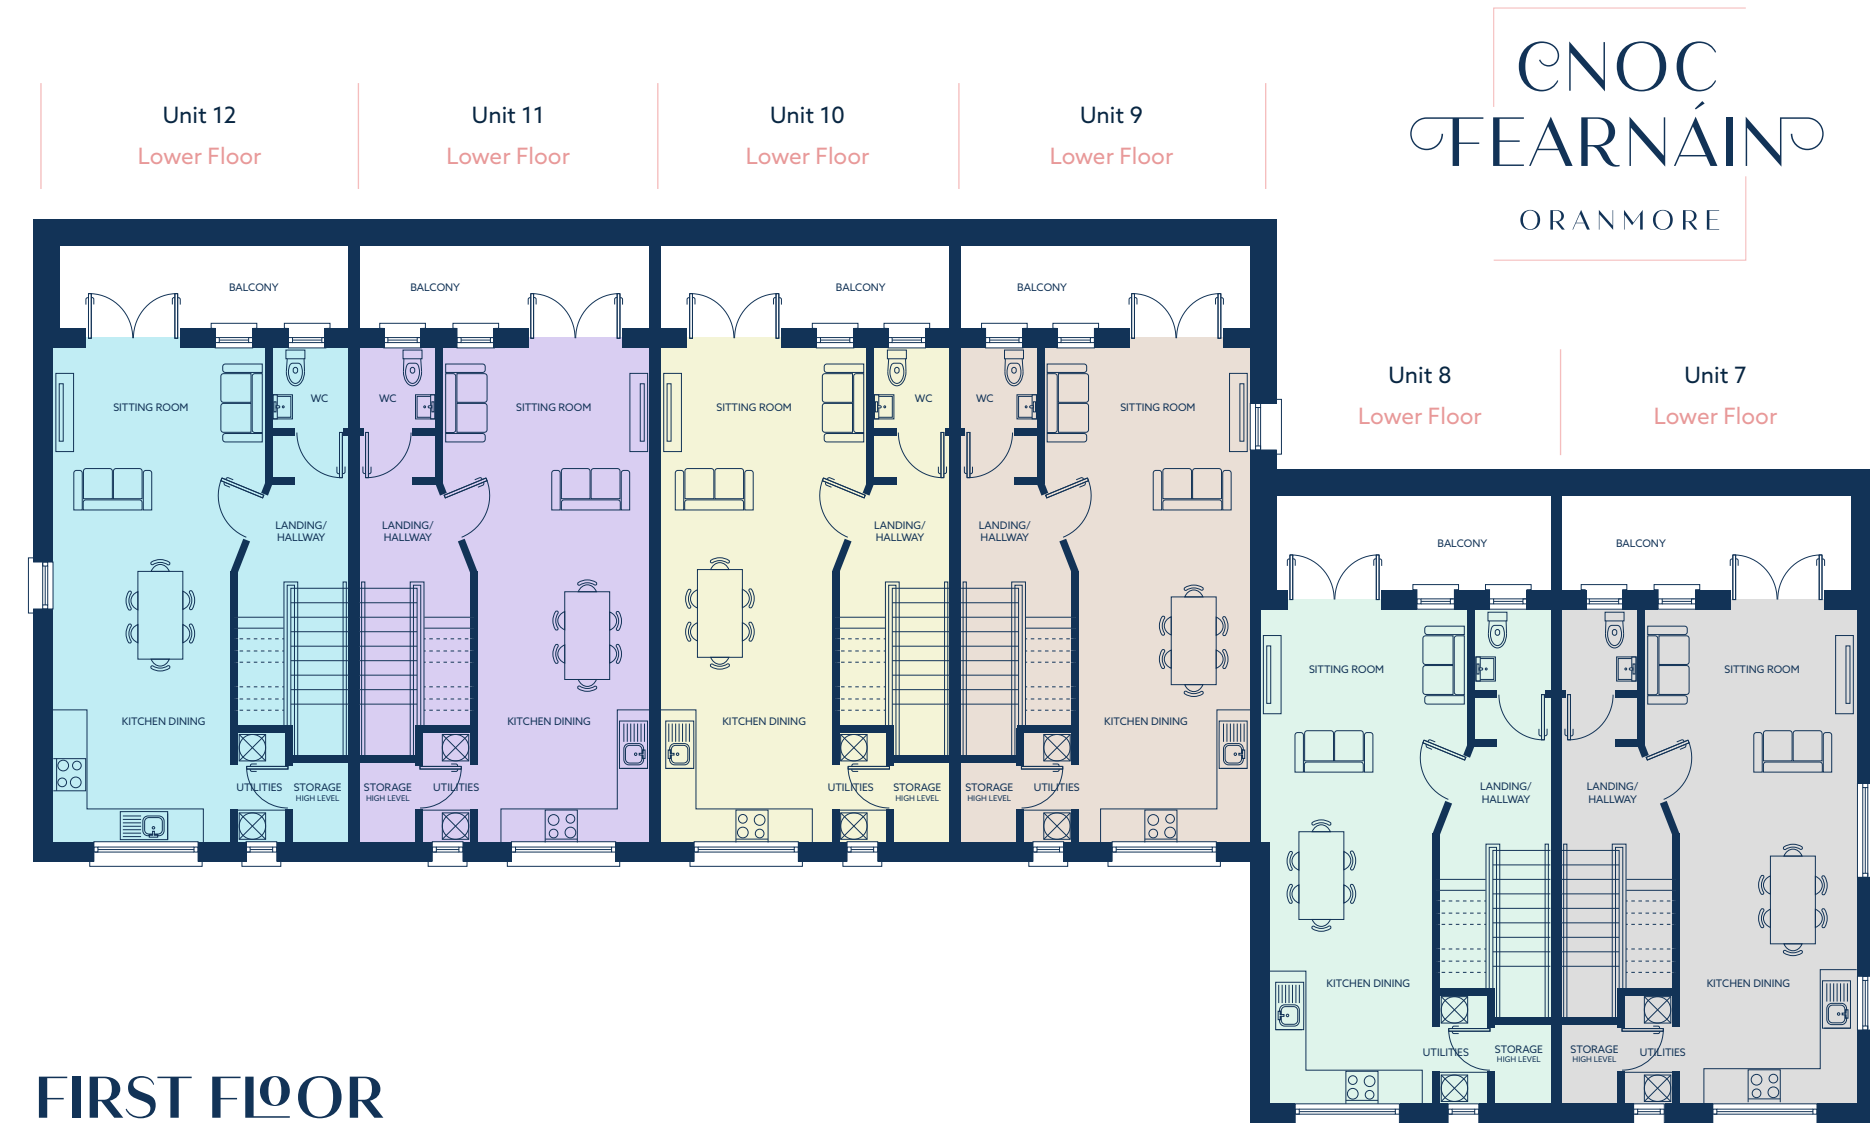 CNOC
FEARNÁIN
ORANMORE
Unit 12
Lower Floor
Unit 11
Lower Floor
Unit 10
Lower Floor
Unit 9
Lower Floor
Unit 8
Lower Floor
Unit 7
Lower Floor
BALCONY
SITTING ROOM
WC
LANDING/
HALLWAY
KITCHEN DINING
UTILITIES
STORAGE
HIGH LEVEL
BALCONY
WC
SITTING ROOM
LANDING/
HALLWAY
KITCHEN DINING
STORAGE
HIGH LEVEL
UTILITIES
BALCONY
SITTING ROOM
WC
LANDING/
HALLWAY
KITCHEN DINING
UTILITIES
STORAGE
HIGH LEVEL
BALCONY
WC
SITTING ROOM
LANDING/
HALLWAY
KITCHEN DINING
STORAGE
HIGH LEVEL
UTILITIES
BALCONY
SITTING ROOM
LANDING/
HALLWAY
KITCHEN DINING
UTILITIES
STORAGE
HIGH LEVEL
BALCONY
SITTING ROOM
LANDING/
HALLWAY
KITCHEN DINING
STORAGE
HIGH LEVEL
UTILITIES
FIRST FLOOR